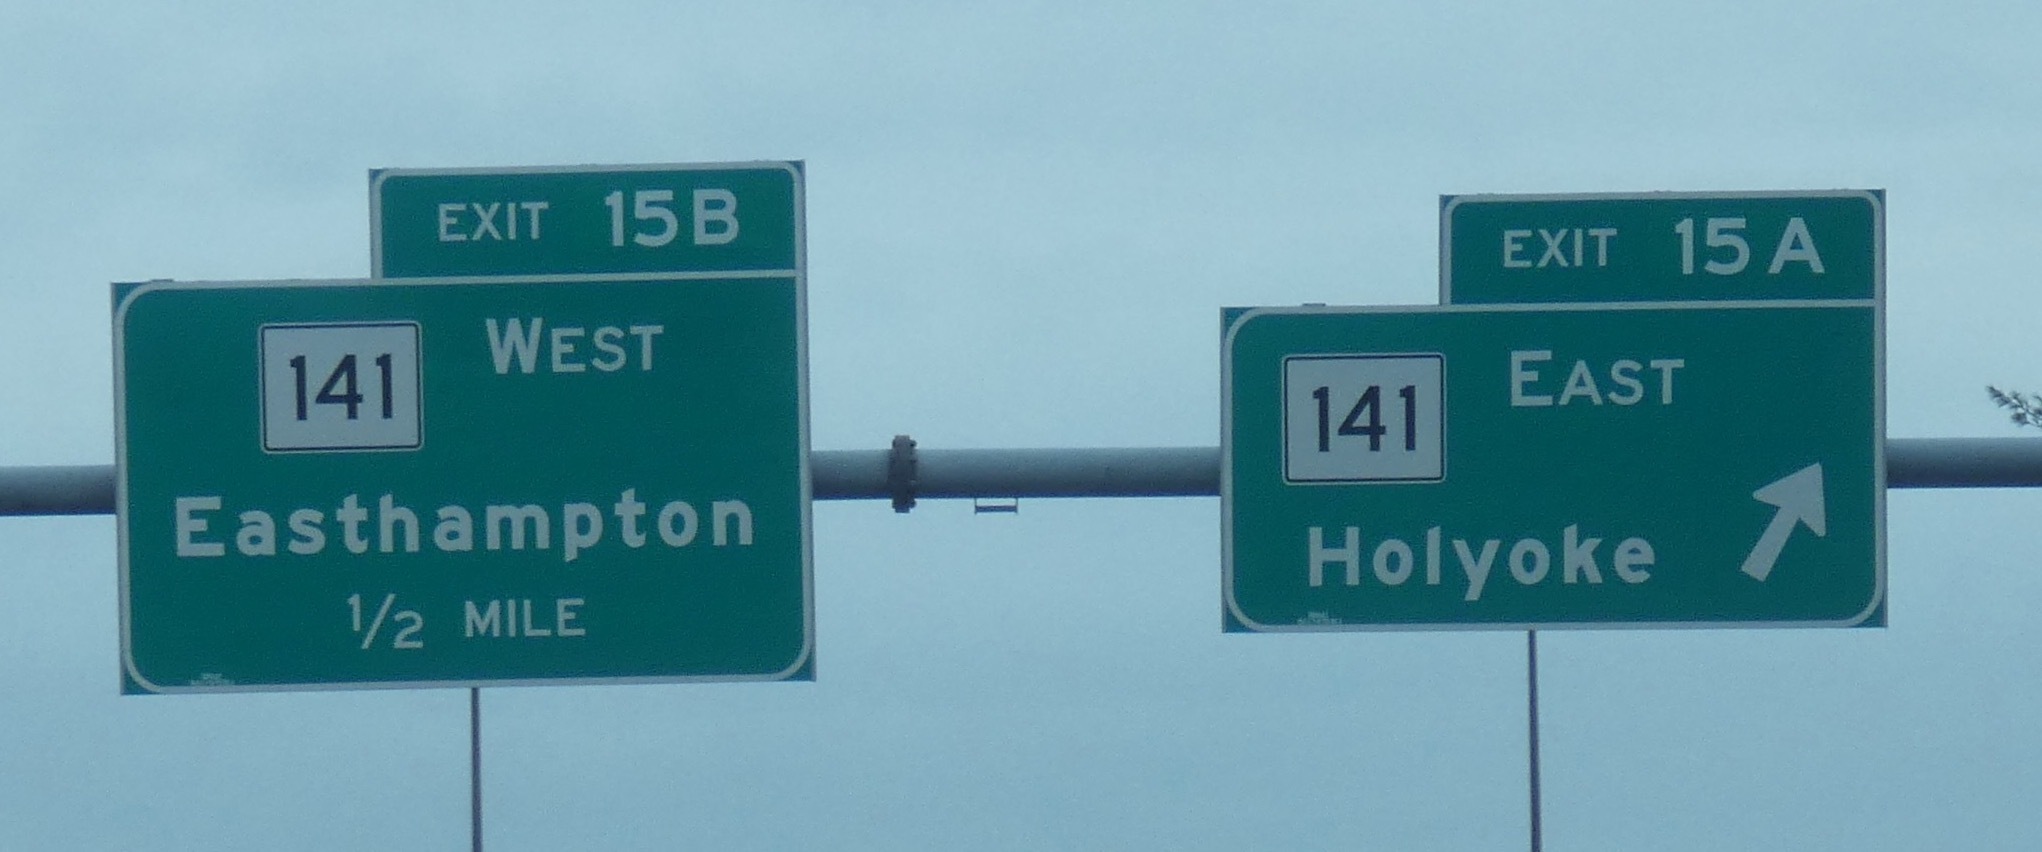 EXIT 15B
141 WEST
Easthampton
1/2 MILE
EXIT 15A
141 EAST
Holyoke